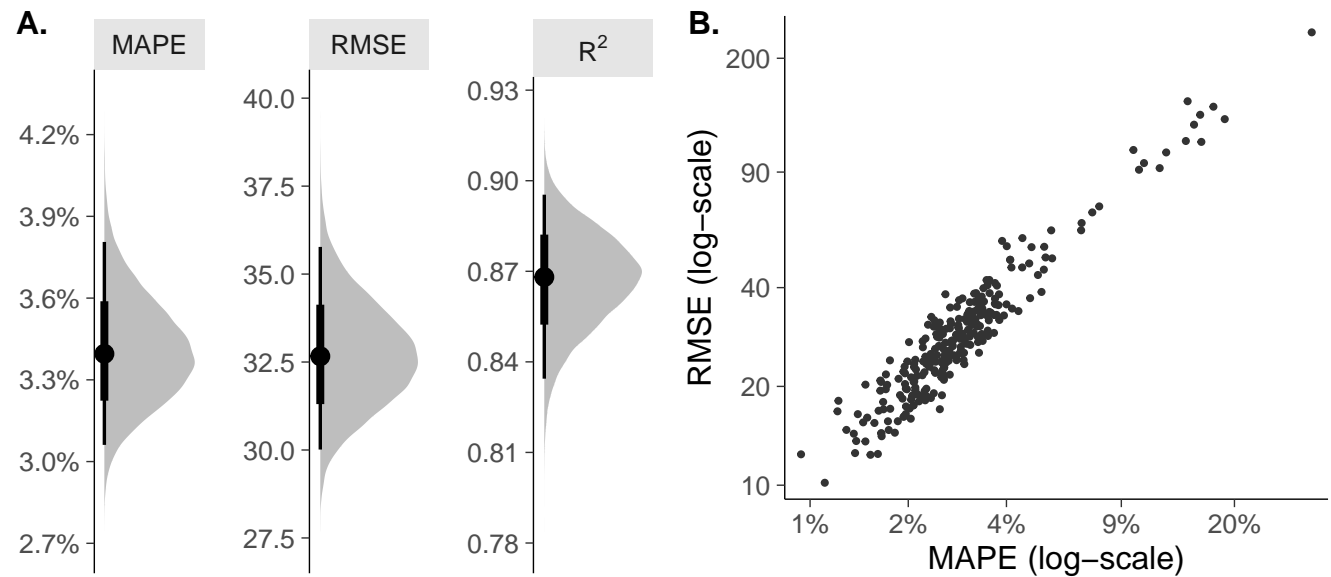 A.
MAPE
4.2%
3.9%
3.6%
3.3%
3.0%
2.7%
RMSE
40.0
37.5
35.0
32.5
30.0
27.5
R²
0.93
0.90
0.87
0.84
0.81
0.78
B.
RMSE (log−scale)
200
90
40
20
10
1% 2% 4% 9% 20%
MAPE (log−scale)